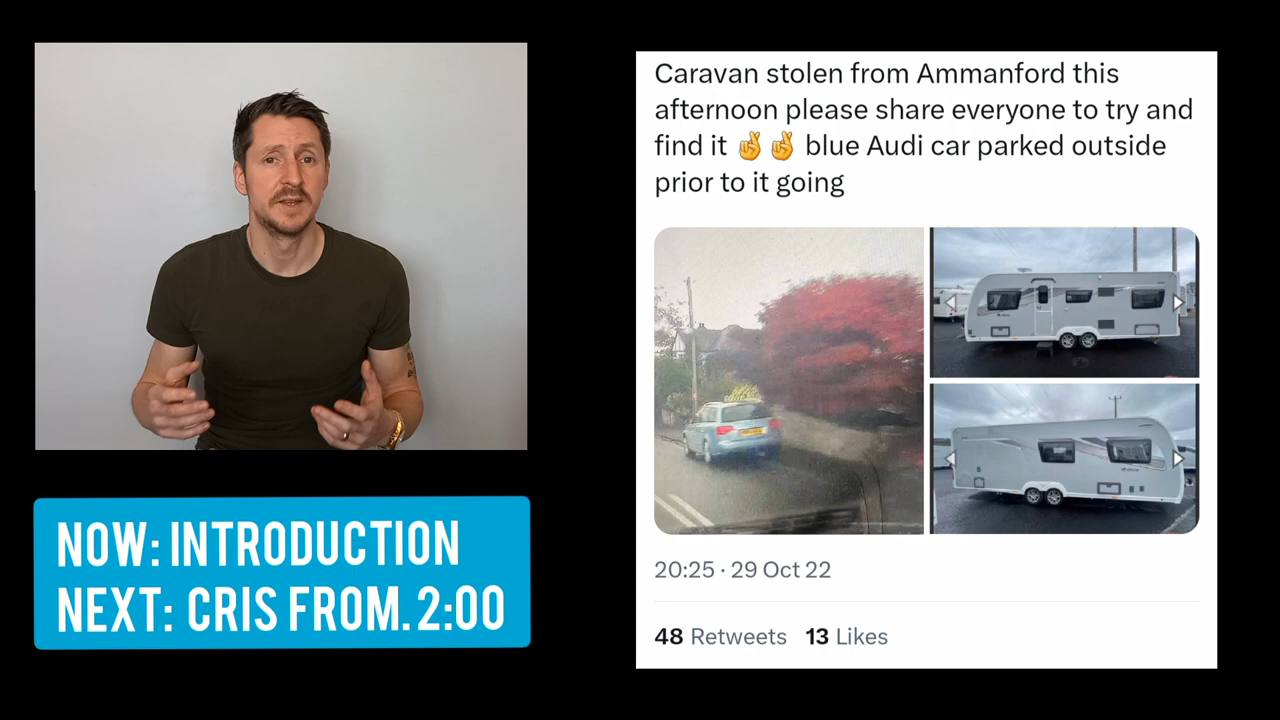 Caravan stolen from Ammanford this
afternoon please share everyone to try and
find it 🤞🤞 blue Audi car parked outside
prior to it going
20:25 · 29 Oct 22
48 Retweets 13 Likes
NOW: INTRODUCTION
NEXT: CRIS FROM. 2:00